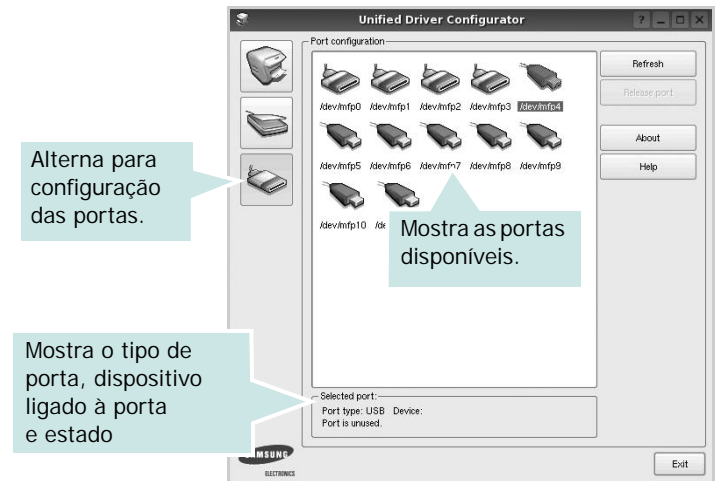 Unified Driver Configurator
Port configuration
/dev/mfp0 /dev/mfp1 /dev/mfp2 /dev/mfp3 /dev/mfp4
/dev/mfp5 /dev/mfp6 /dev/mfp7 /dev/mfp8 /dev/mfp9
/dev/mfp10
Refresh
Release port
About
Help
Alterna para
configuração
das portas.
Mostra as portas
disponíveis.
Mostra o tipo de
porta, dispositivo
ligado à porta
e estado
Selected port:
Port type: USB Device:
Port is unused.
ELECTRONICS
Exit